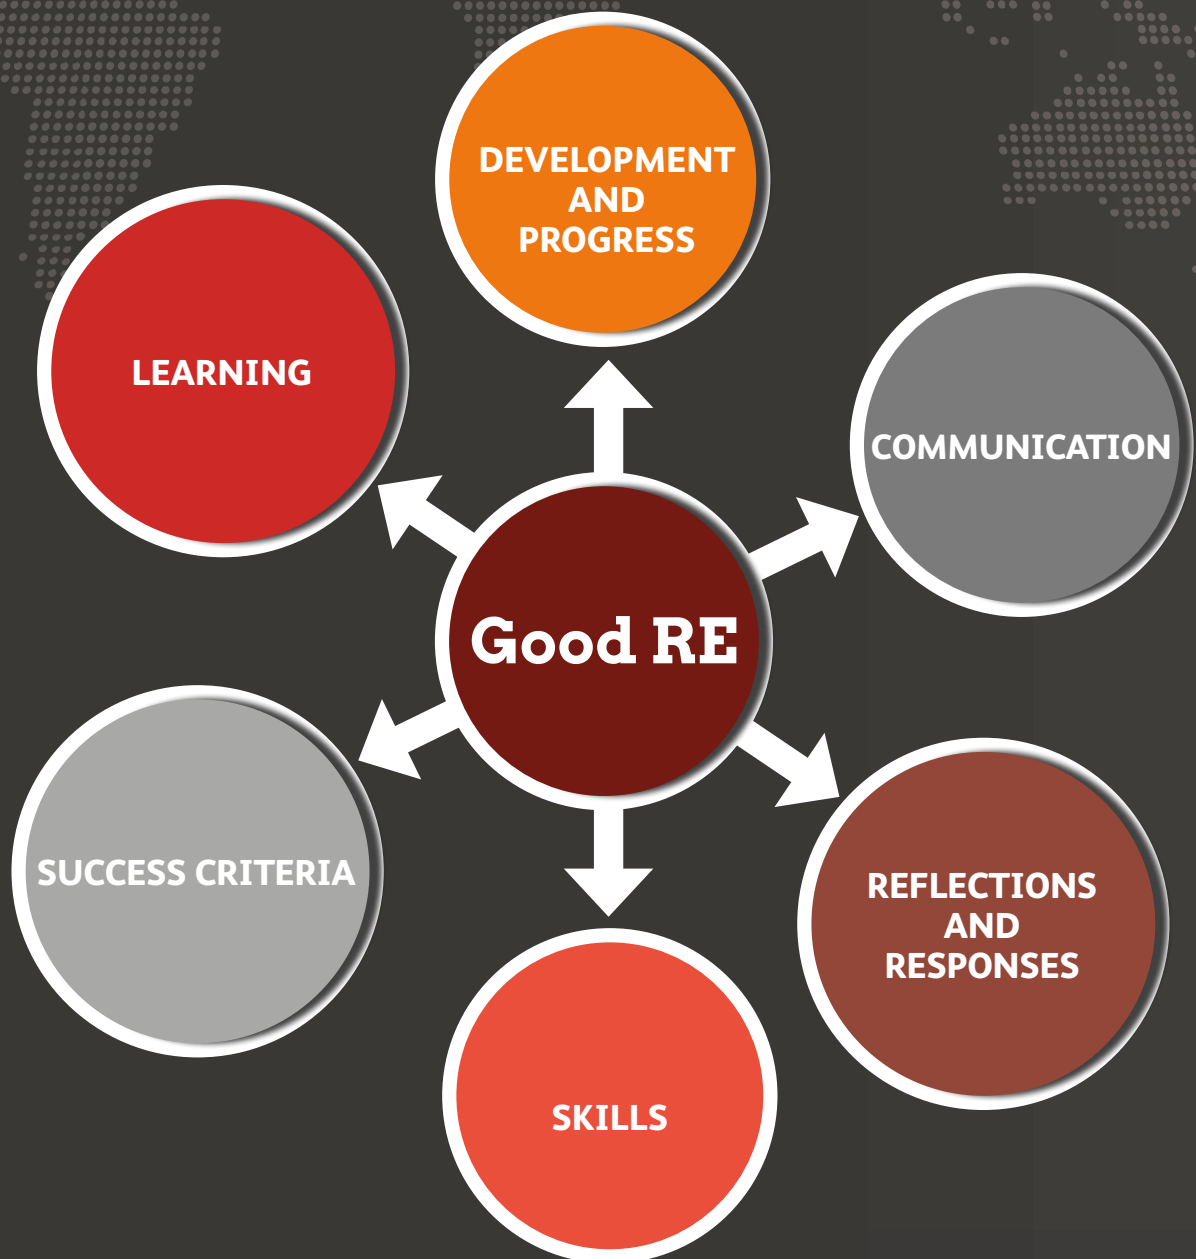 DEVELOPMENT
AND
PROGRESS
LEARNING
COMMUNICATION
Good RE
SUCCESS CRITERIA
REFLECTIONS
AND
RESPONSES
SKILLS